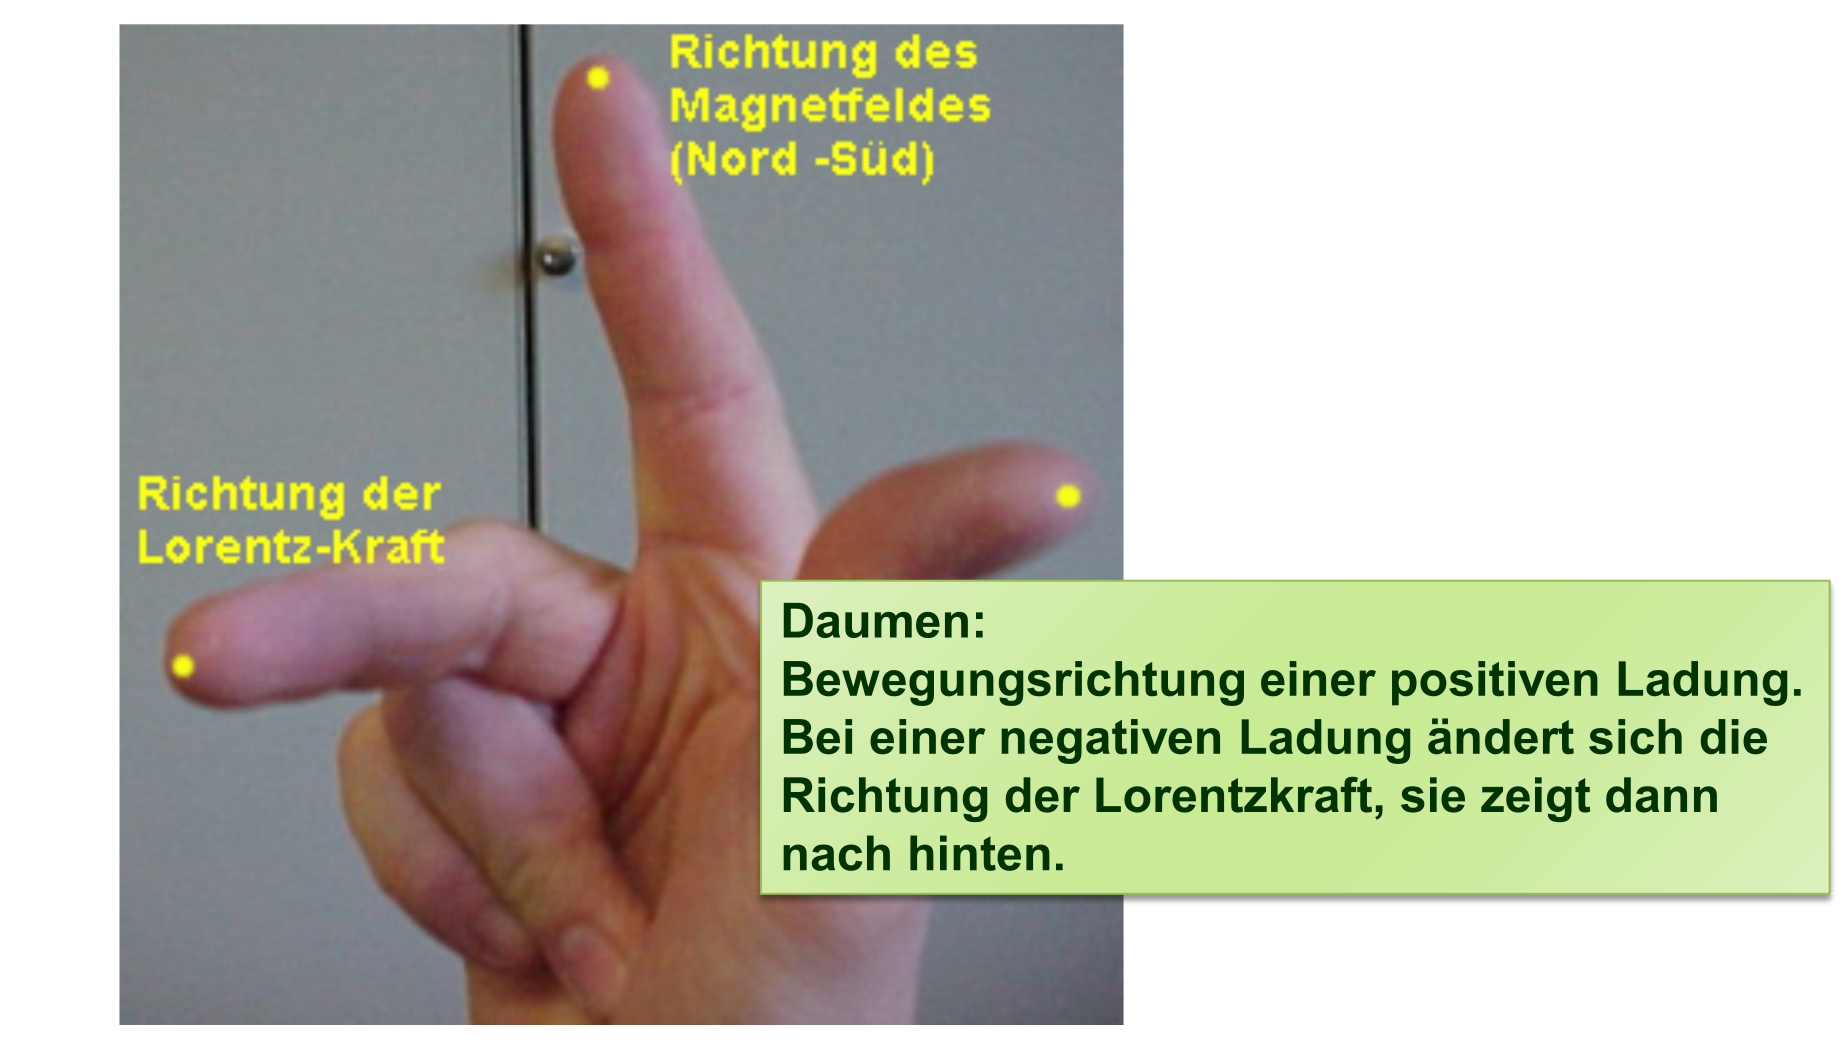 Richtung des
Magnetfeldes
(Nord -Süd)
Richtung der
Lorentz-Kraft
Daumen:
Bewegungsrichtung einer positiven Ladung.
Bei einer negativen Ladung ändert sich die
Richtung der Lorentzkraft, sie zeigt dann
nach hinten.